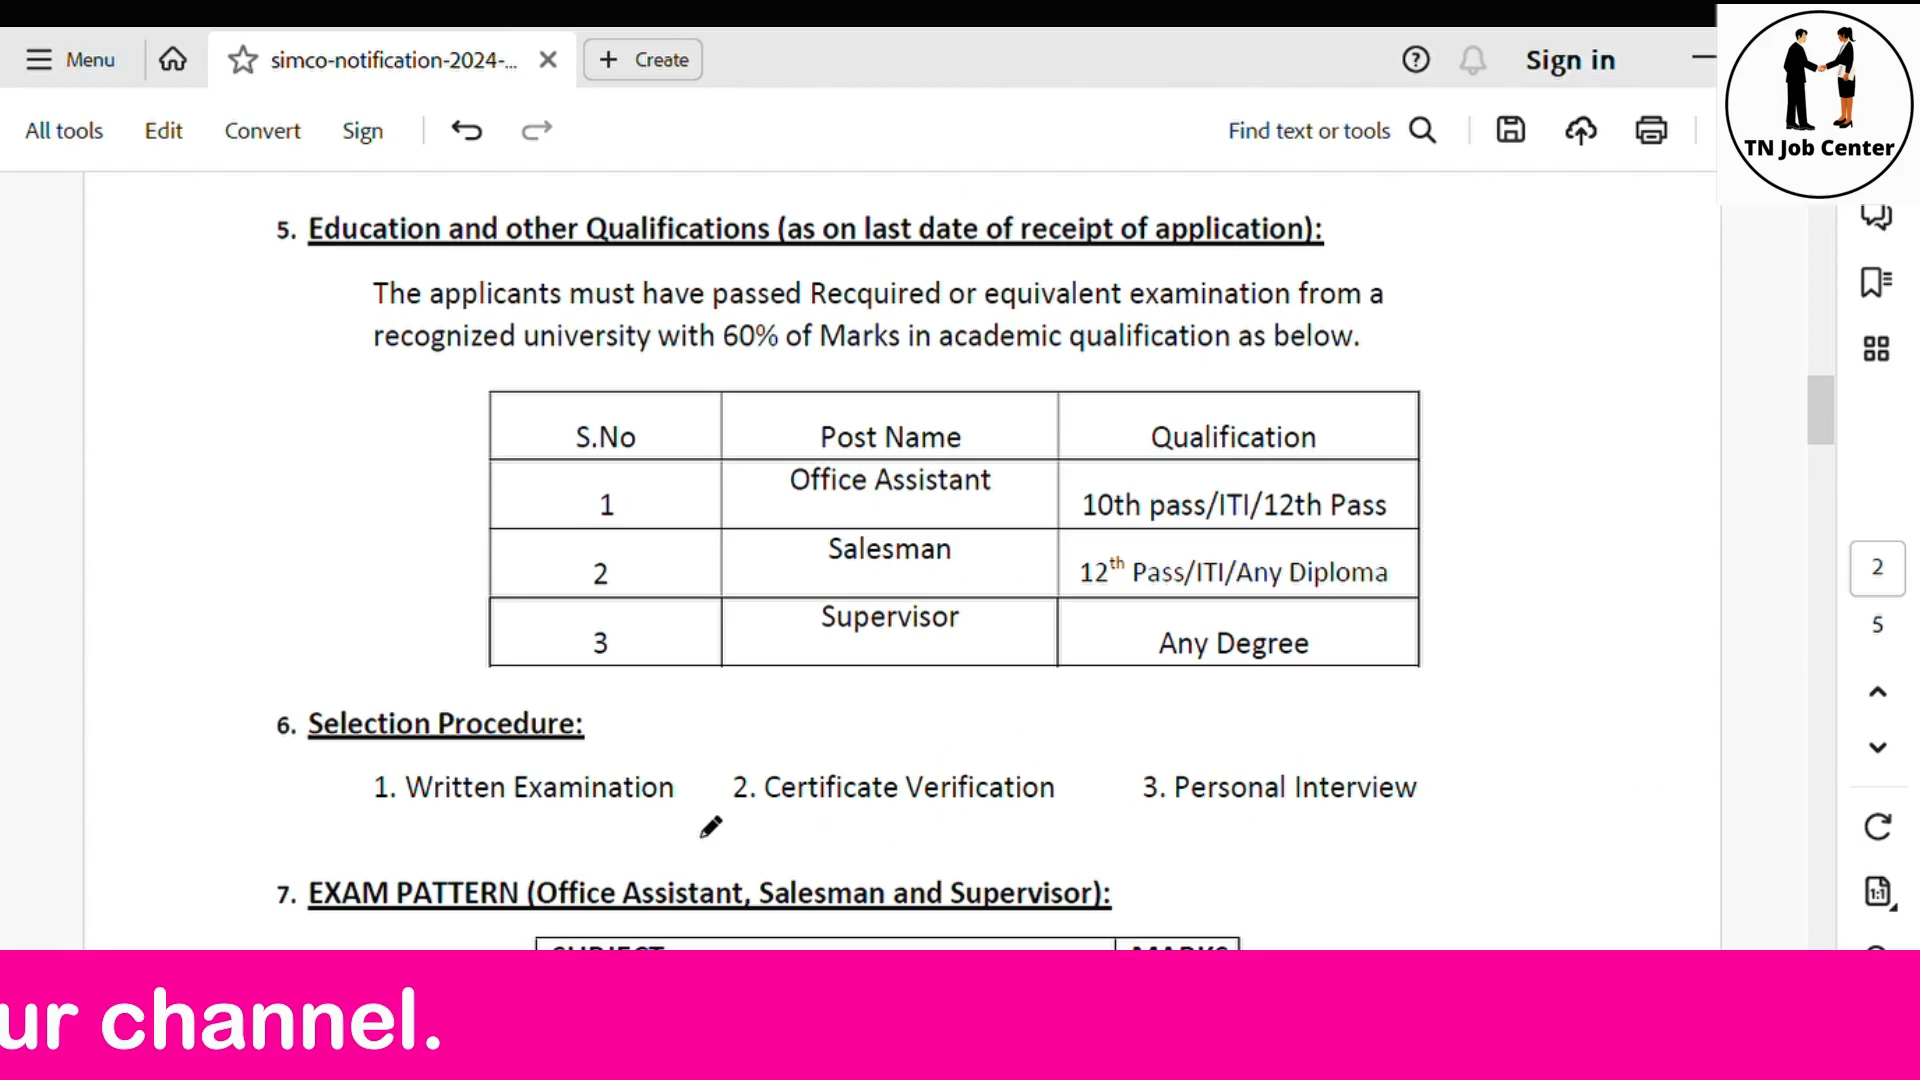 Menu
simco-notification-2024-...
Create
Sign in
TN Job Center
All tools
Edit
Convert
Sign
Find text or tools
5. Education and other Qualifications (as on last date of receipt of application):
The applicants must have passed Recquired or equivalent examination from a
recognized university with 60% of Marks in academic qualification as below.
S.No Post Name Qualification
1 Office Assistant 10th pass/ITI/12th Pass
2 Salesman 12th Pass/ITI/Any Diploma
3 Supervisor Any Degree
6. Selection Procedure:
1. Written Examination 2. Certificate Verification 3. Personal Interview
7. EXAM PATTERN (Office Assistant, Salesman and Supervisor):
SUBJECT MARKS
2
5
1:1
ur channel.